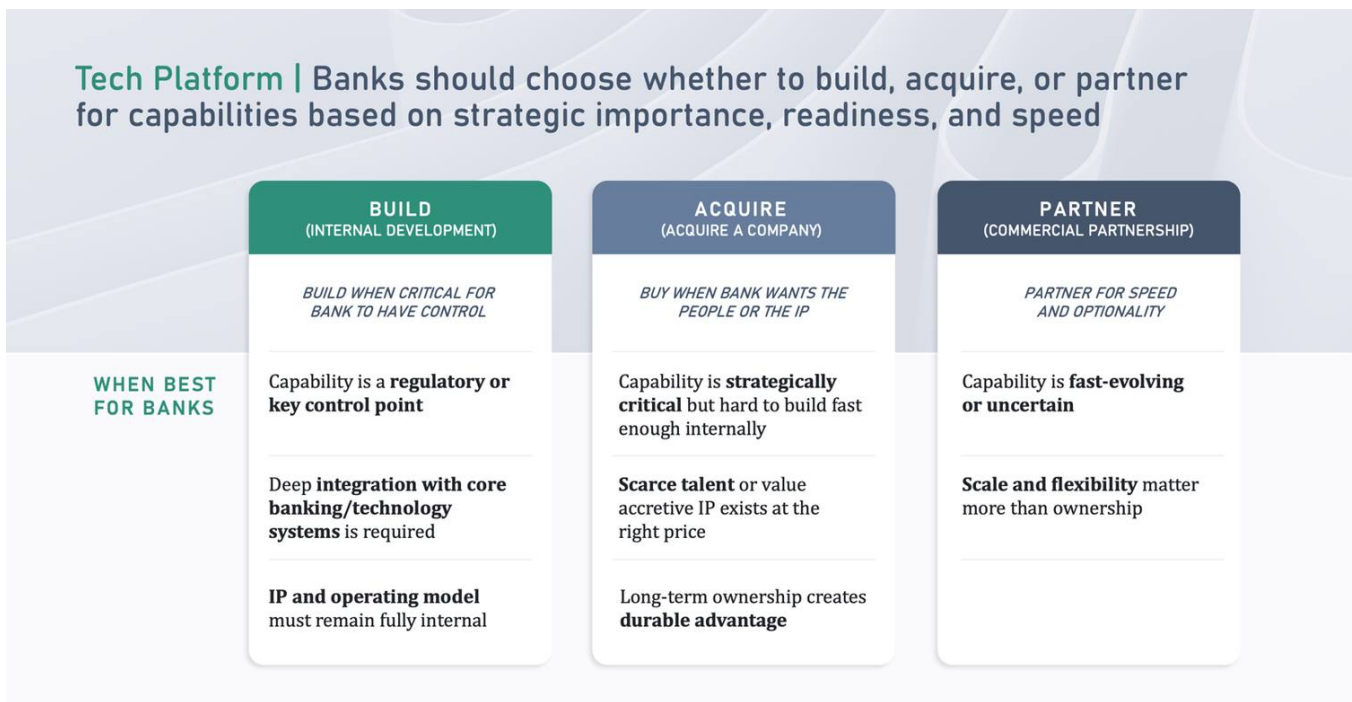 Tech Platform | Banks should choose whether to build, acquire, or partner
for capabilities based on strategic importance, readiness, and speed
BUILD
(INTERNAL DEVELOPMENT)
BUILD WHEN CRITICAL FOR
BANK TO HAVE CONTROL
ACQUIRE
(ACQUIRE A COMPANY)
BUY WHEN BANK WANTS THE
PEOPLE OR THE IP
PARTNER
(COMMERCIAL PARTNERSHIP)
PARTNER FOR SPEED
AND OPTIONALITY
WHEN BEST
FOR BANKS
Capability is a regulatory or
key control point
Deep integration with core
banking/technology
systems is required
IP and operating model
must remain fully internal
Capability is strategically
critical but hard to build fast
enough internally
Scarce talent or value
accretive IP exists at the
right price
Long-term ownership creates
durable advantage
Capability is fast-evolving
or uncertain
Scale and flexibility matter
more than ownership